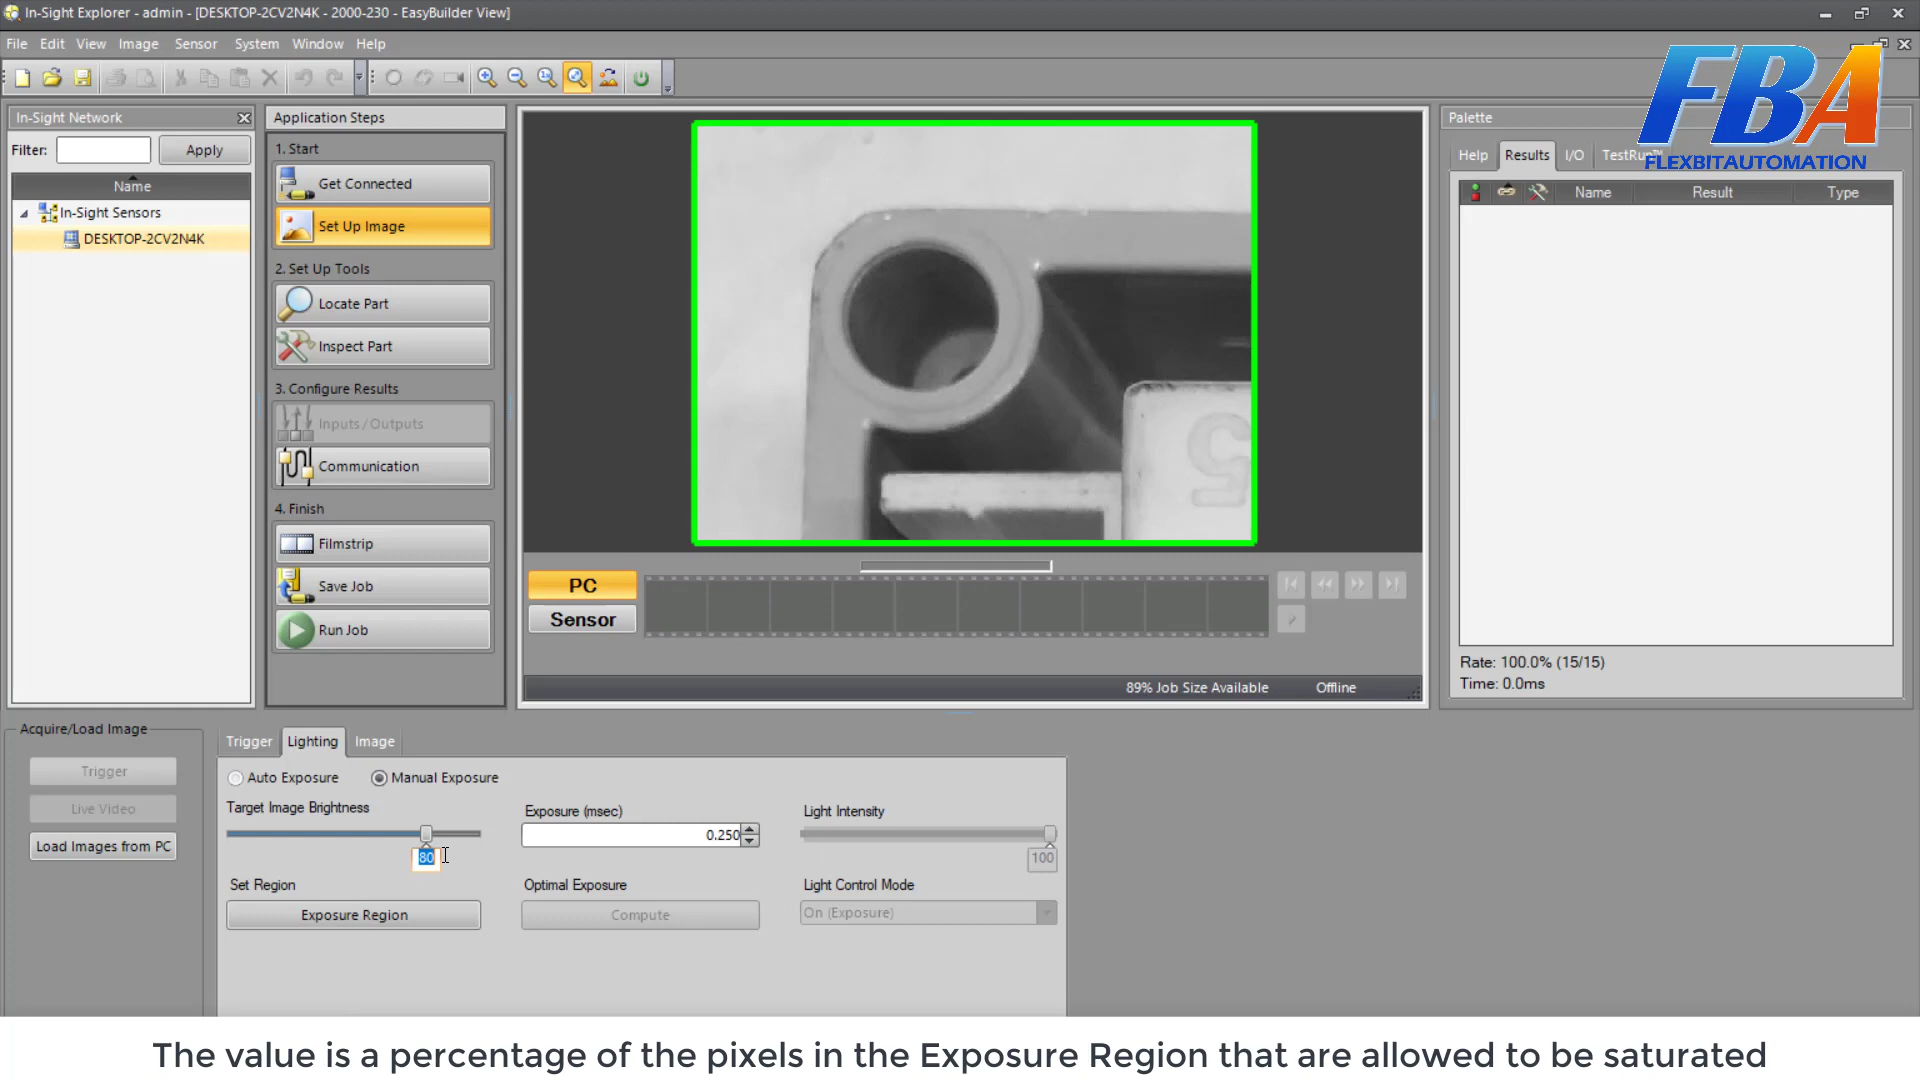 In-Sight Explorer - admin - [DESKTOP-2CV2N4K - 2000-230 - EasyBuilder View]
File Edit View Image Sensor System Window Help
FBA
FLEXBITAUTOMATION
In-Sight Network
Filter:
Apply
Name
In-Sight Sensors
DESKTOP-2CV2N4K
Application Steps
1. Start
Get Connected
Set Up Image
2. Set Up Tools
Locate Part
Inspect Part
3. Configure Results
Inputs/Outputs
Communication
4. Finish
Filmstrip
Save Job
Run Job
5
PC
Sensor
89% Job Size Available Offline
Palette
Help Results I/O TestRun™
Name Result Type
Rate: 100.0% (15/15)
Time: 0.0ms
Acquire/Load Image
Trigger
Live Video
Load Images from PC
Trigger Lighting Image
Auto Exposure Manual Exposure
Target Image Brightness
80
Exposure (msec)
0.250
Light Intensity
100
Set Region
Exposure Region
Optimal Exposure
Compute
Light Control Mode
On (Exposure)
The value is a percentage of the pixels in the Exposure Region that are allowed to be saturated